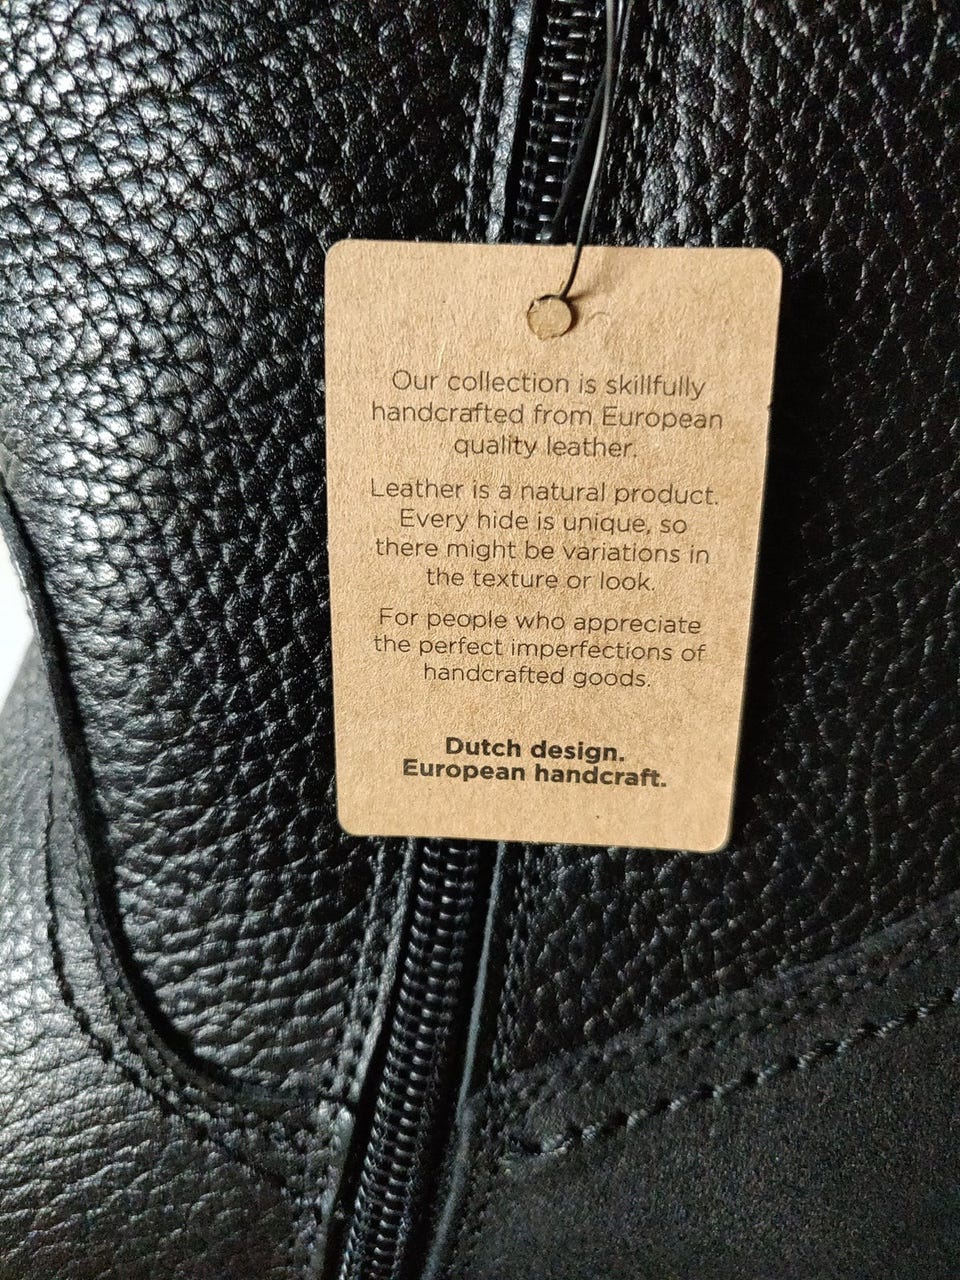 Our collection is skillfully
handcrafted from European
quality leather.
Leather is a natural product.
Every hide is unique, so
there might be variations in
the texture or look.
For people who appreciate
the perfect imperfections of
handcrafted goods.
Dutch design.
European handcraft.